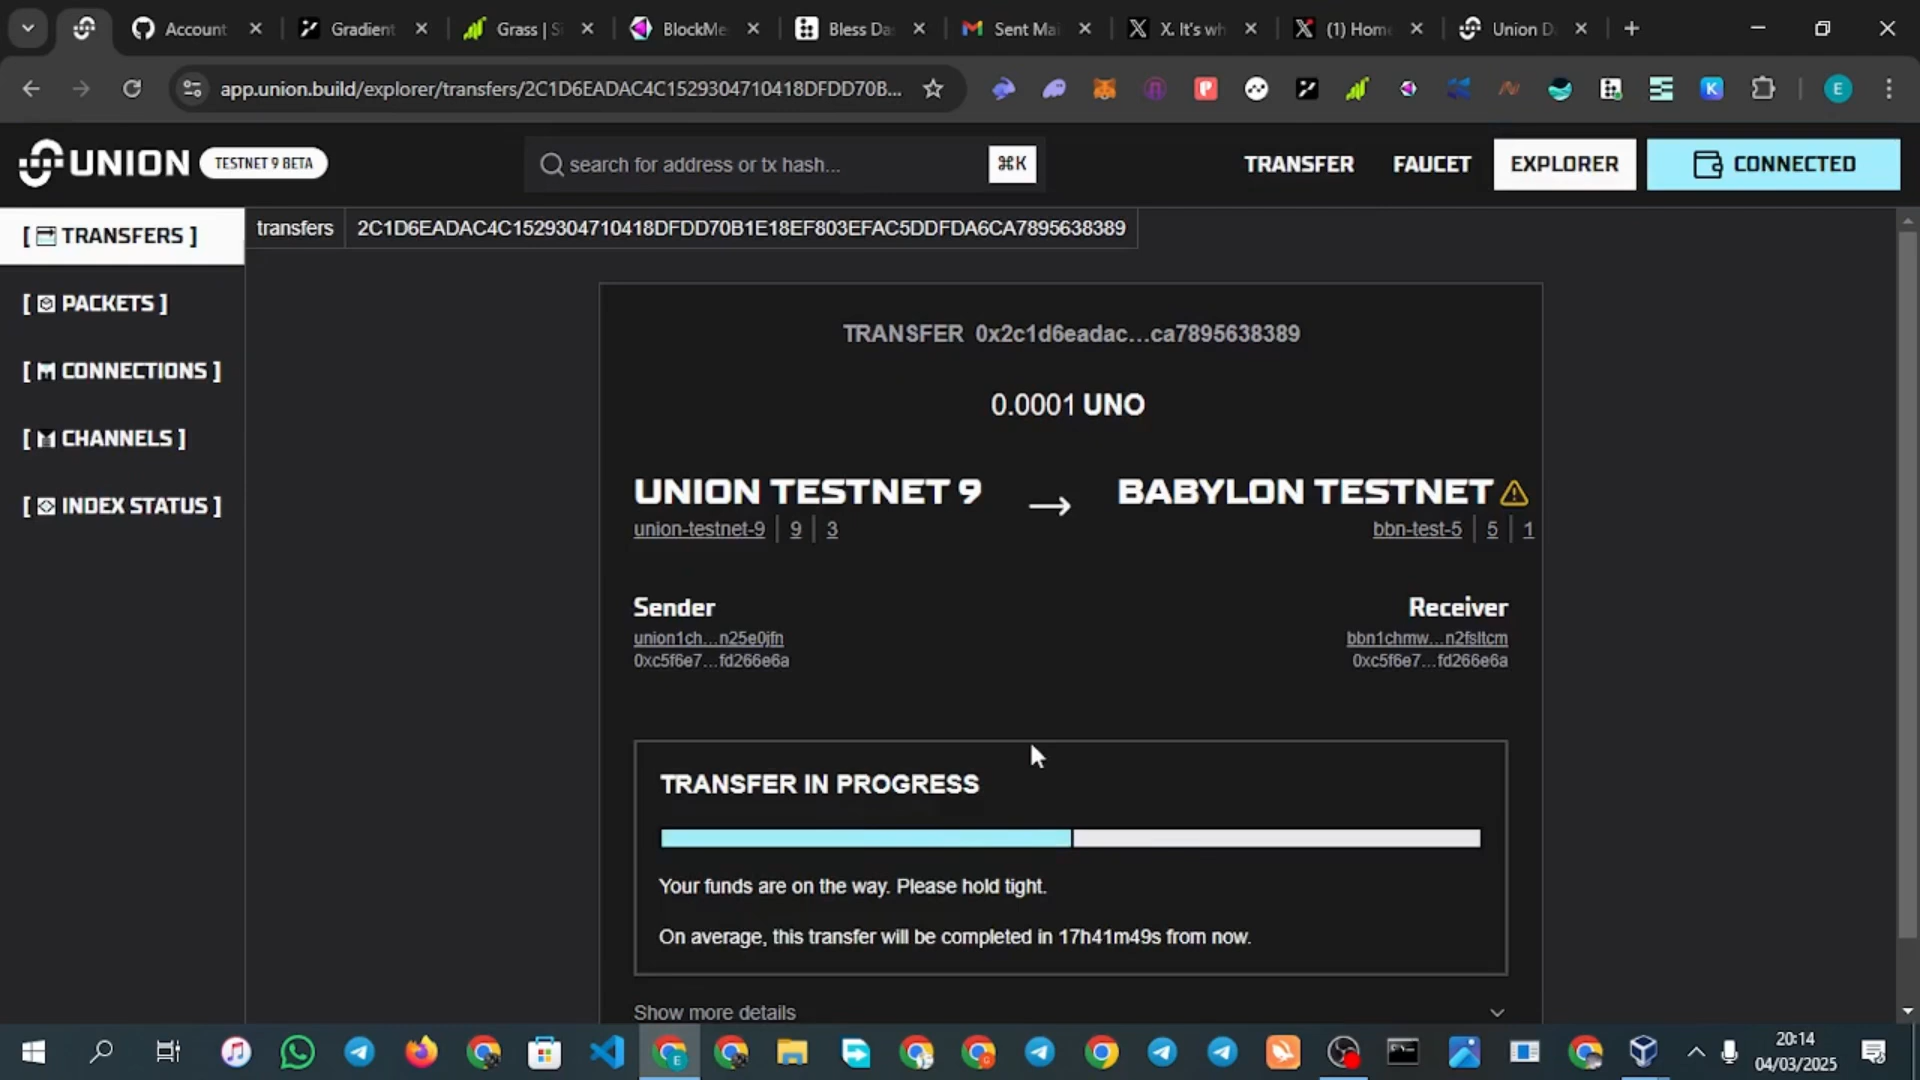 Account
Gradient
Grass | Si
BlockMe
Bless Da
Sent Mai
X. It's wh
(1) Home
Union D
app.union.build/explorer/transfers/2C1D6EADAC4C1529304710418DFDD70B...
E
UNION
TESTNET 9 BETA
search for address or tx hash...
⌘K
TRANSFER
FAUCET
EXPLORER
CONNECTED
[ TRANSFERS ]
transfers
2C1D6EADAC4C1529304710418DFDD70B1E18EF803EFAC5DDFDA6CA7895638389
[ PACKETS ]
[ CONNECTIONS ]
[ CHANNELS ]
[ INDEX STATUS ]
TRANSFER 0x2c1d6eadac...ca7895638389
0.0001 UNO
UNION TESTNET 9 → BABYLON TESTNET
union-testnet-9 | 9 | 3
bbn-test-5 | 5 | 1
Sender
Receiver
union1ch...n25e0jfn
bbn1chmw...n2fsltcm
0xc5f6e7...fd266e6a
0xc5f6e7...fd266e6a
TRANSFER IN PROGRESS
Your funds are on the way. Please hold tight.
On average, this transfer will be completed in 17h41m49s from now.
Show more details
20:14
04/03/2025